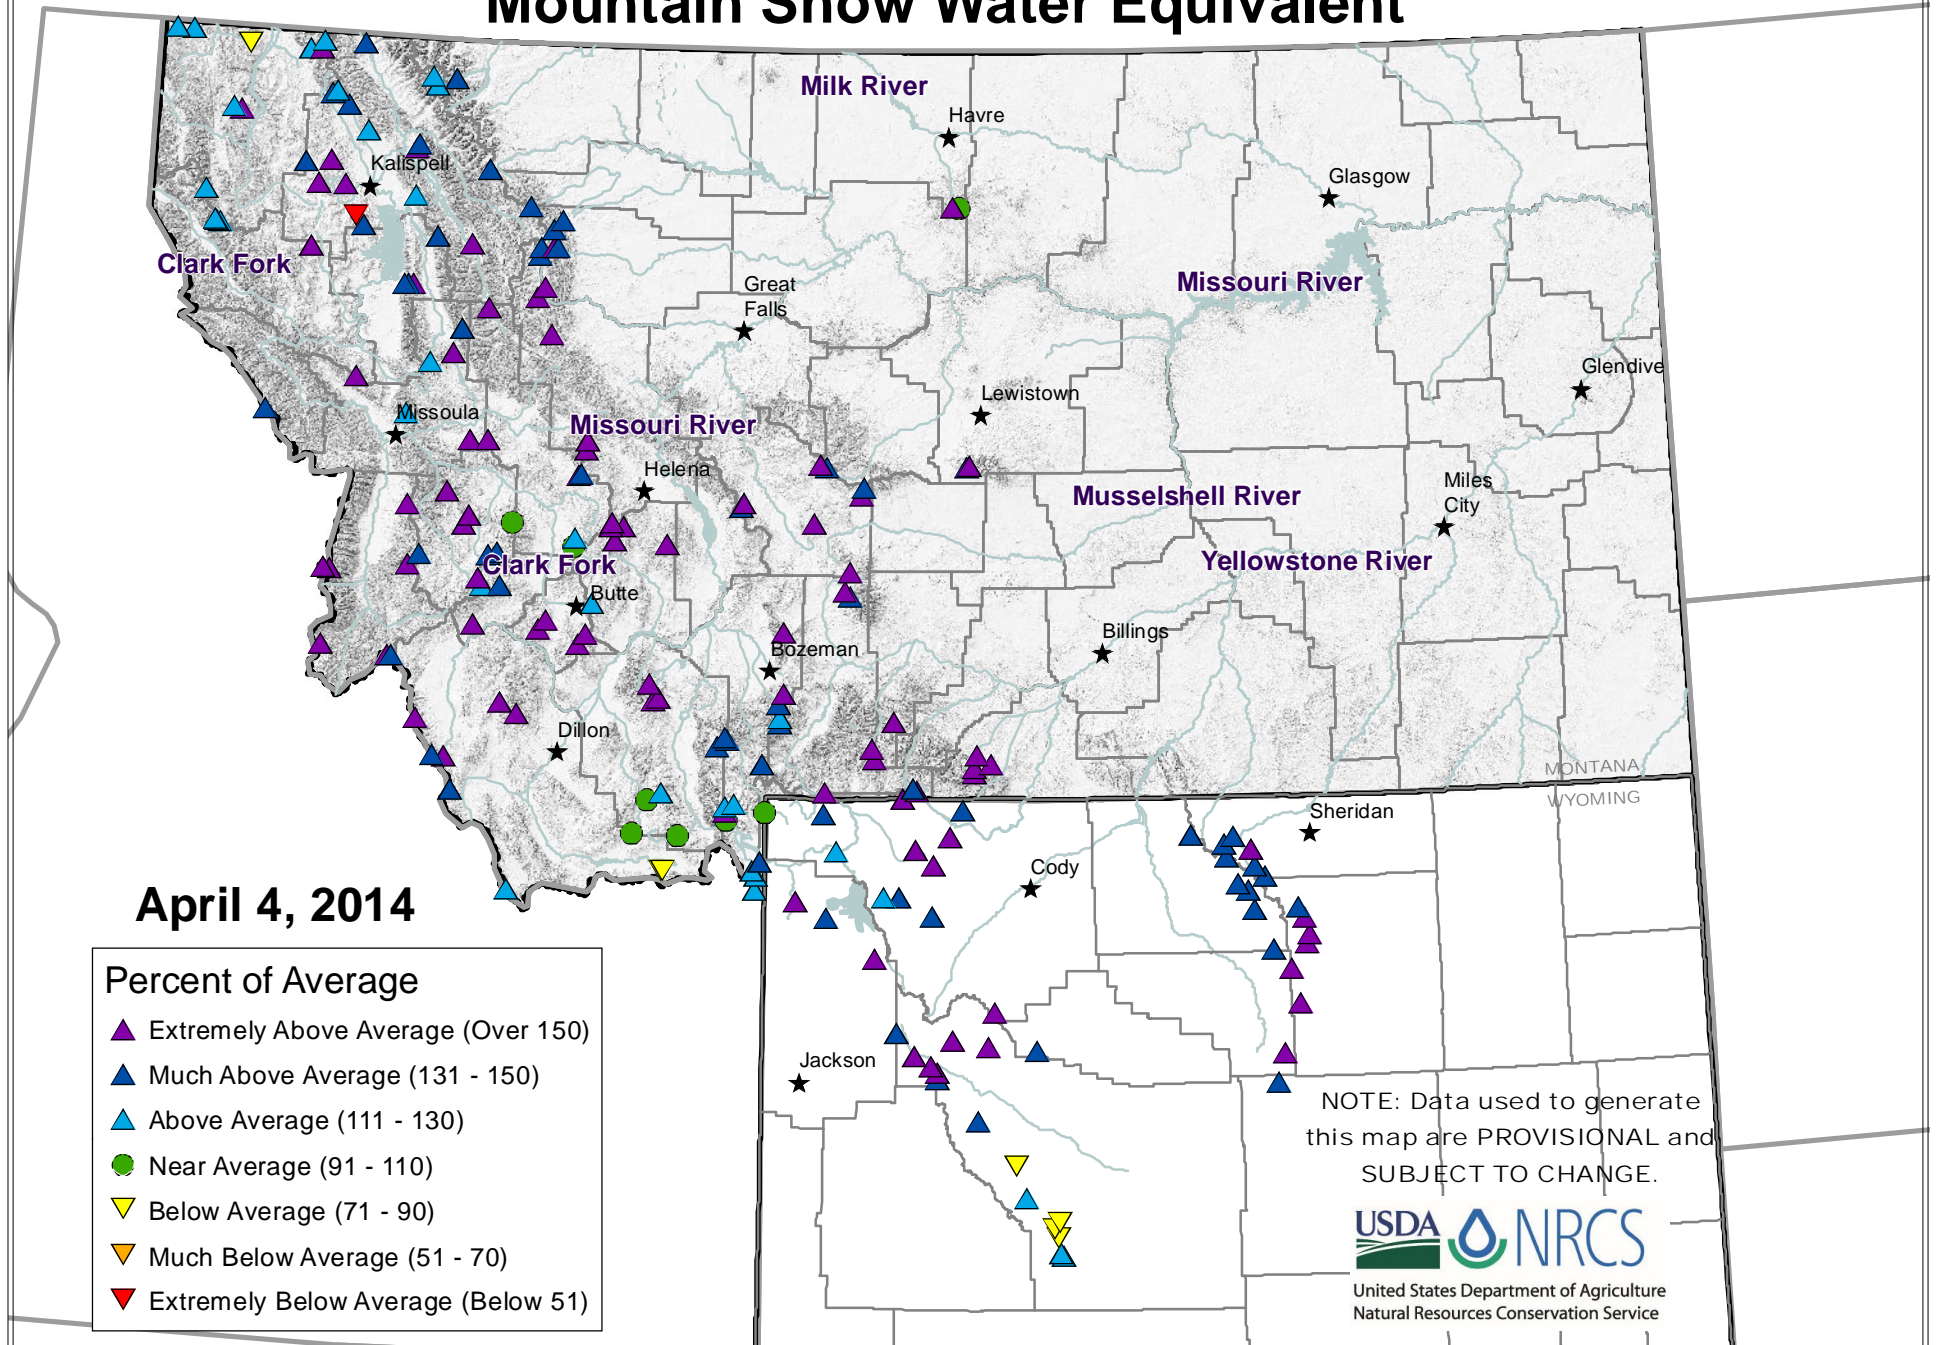 Mountain Snow Water Equivalent
Milk River
Havre
Kalispell
Glasgow
Clark Fork
Missouri River
Great
Falls
Glendive
Lewistown
Missoula
Missouri River
Helena
Musselshell River
Miles
City
Clark Fork
Yellowstone River
Butte
Billings
Bozeman
Dillon
MONTANA
WYOMING
Sheridan
Cody
April 4, 2014
Percent of Average
Extremely Above Average (Over 150)
Much Above Average (131 - 150)
Above Average (111 - 130)
Near Average (91 - 110)
Below Average (71 - 90)
Much Below Average (51 - 70)
Extremely Below Average (Below 51)
Jackson
NOTE: Data used to generate
this map are PROVISIONAL and
SUBJECT TO CHANGE.
USDA NRCS
United States Department of Agriculture
Natural Resources Conservation Service